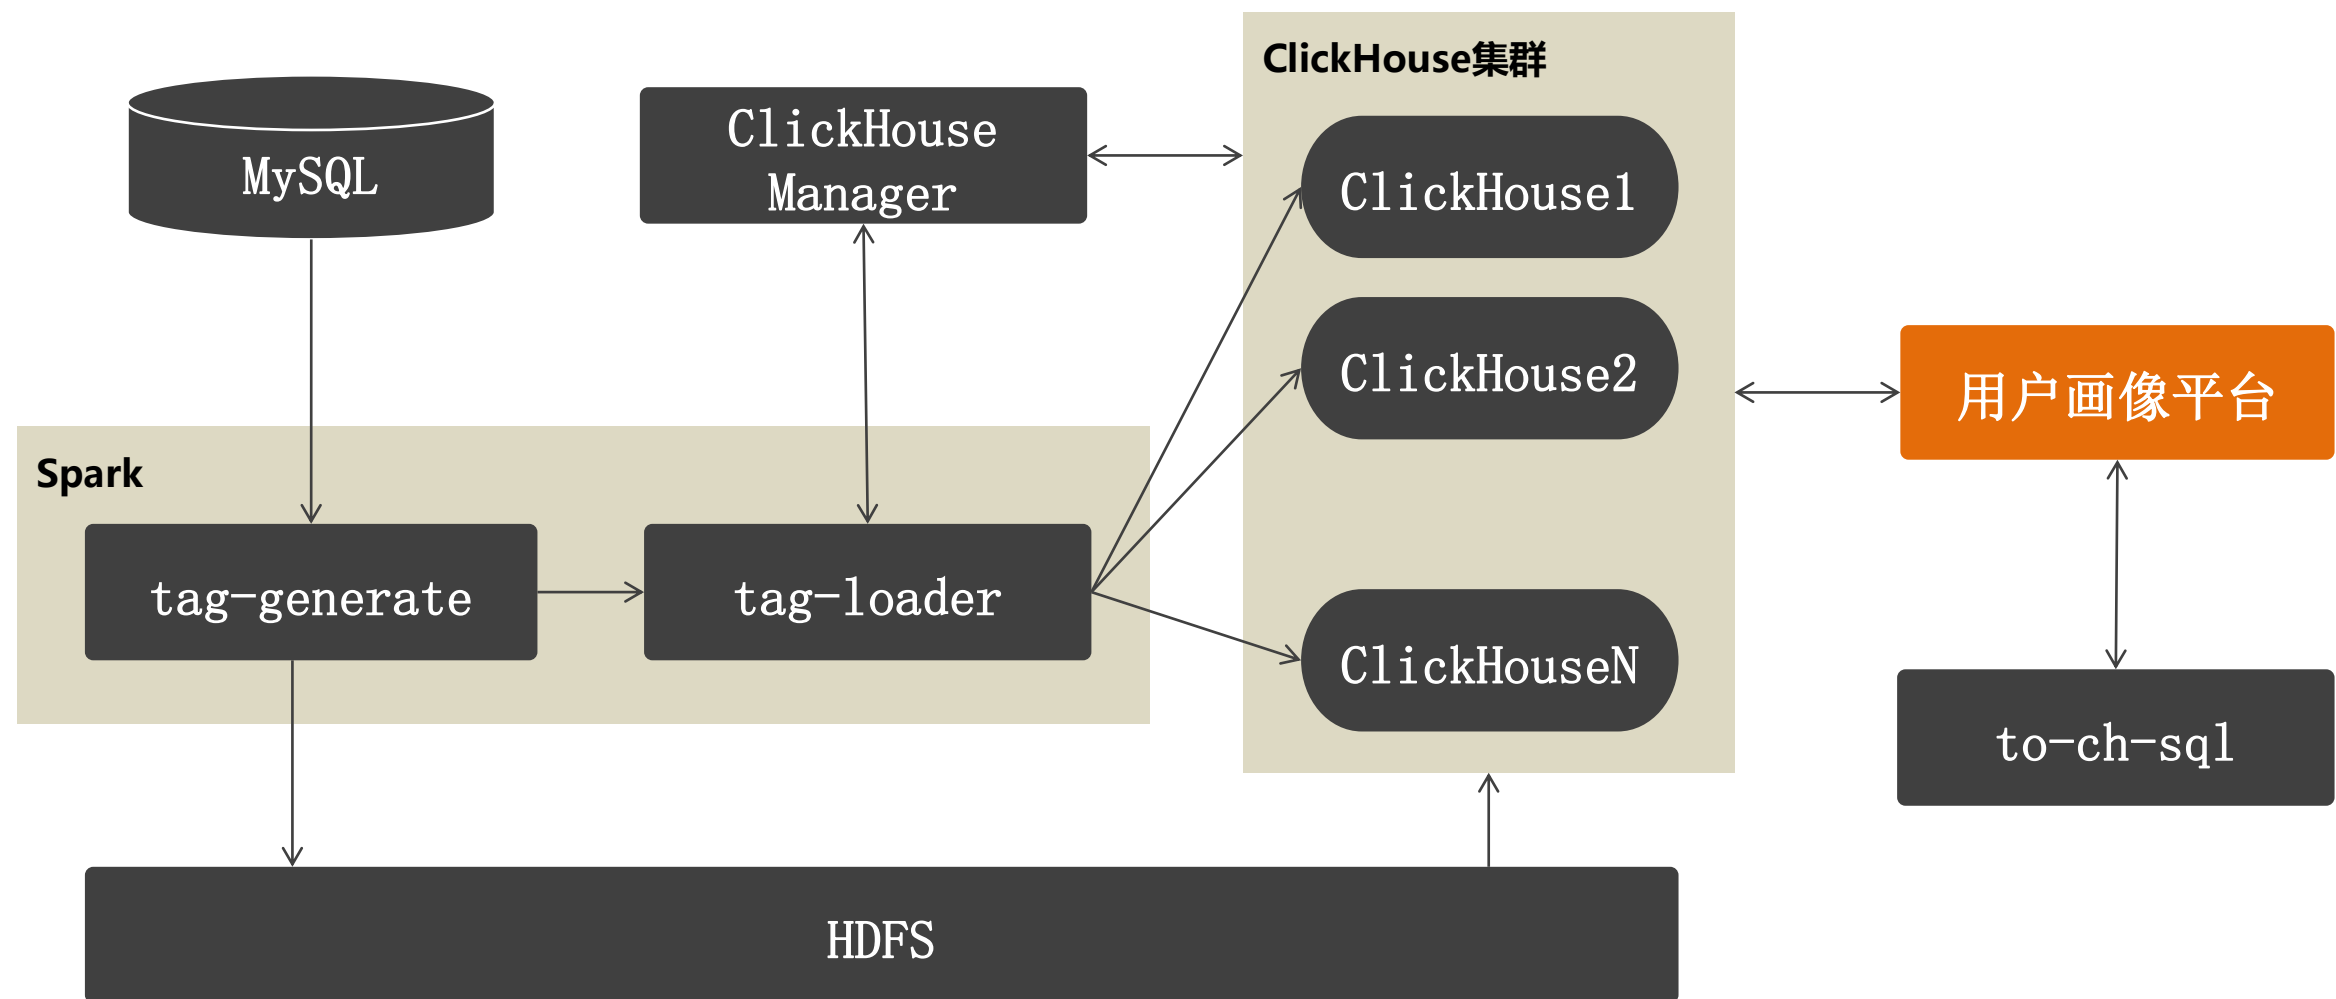 ClickHouse集群
MySQL
ClickHouse
Manager
ClickHouse1
ClickHouse2
用户画像平台
Spark
tag-generate
tag-loader
ClickHouseN
to-ch-sql
HDFS